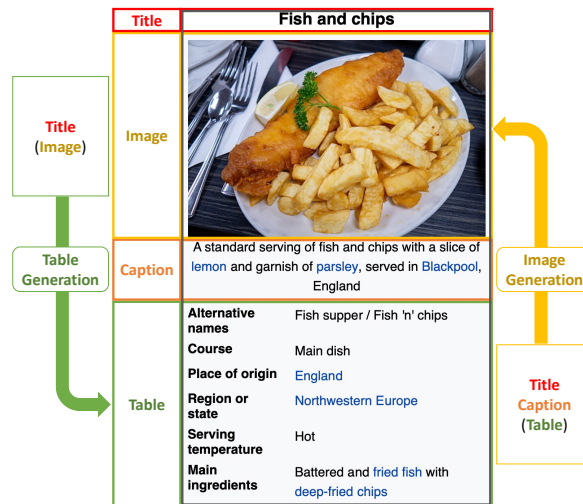 Title
Fish and chips
Title
(Image)
Image
Table
Generation
Caption
A standard serving of fish and chips with a slice of
lemon and garnish of parsley, served in Blackpool,
England
Image
Generation
Table
Alternative
names
Fish supper / Fish 'n' chips
Course
Main dish
Place of origin
England
Region or
state
Northwestern Europe
Serving
temperature
Hot
Main
ingredients
Battered and fried fish with
deep-fried chips
Title
Caption
(Table)